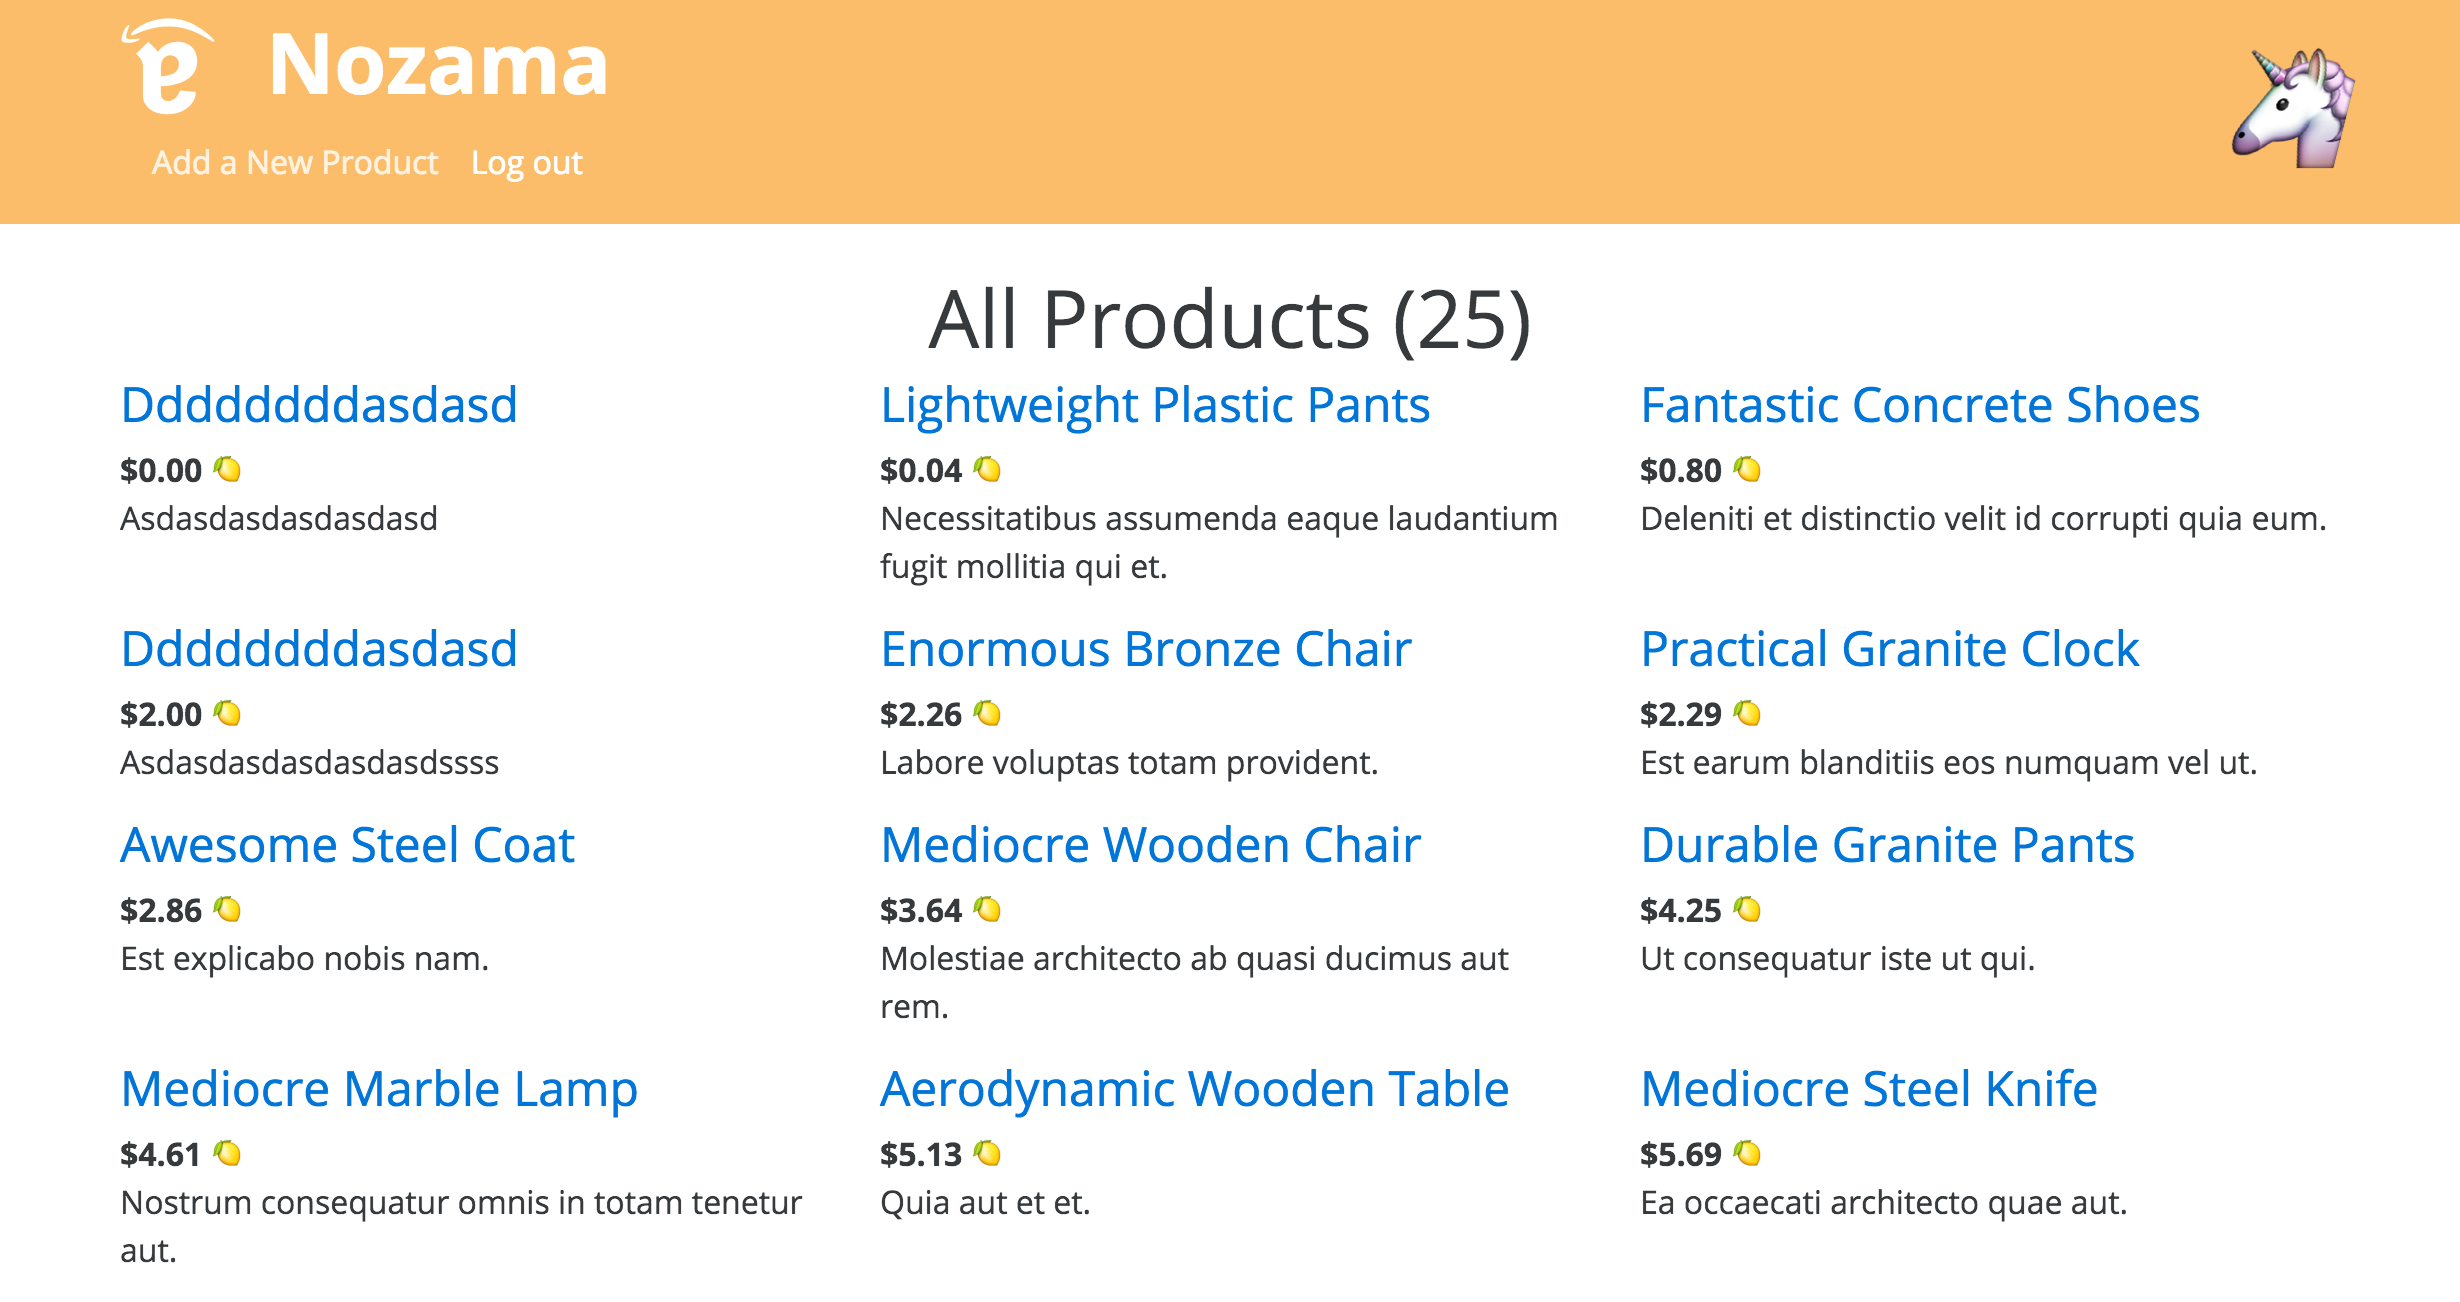 Nozama
Add a New Product Log out
All Products (25)
Ddddddddasdasd
$0.00
Asdasdasdasdasdasd
Lightweight Plastic Pants
$0.04
Necessitatibus assumenda eaque laudantium
fugit mollitia qui et.
Fantastic Concrete Shoes
$0.80
Deleniti et distinctio velit id corrupti quia eum.
Ddddddddasdasd
$2.00
Asdasdasdasdasdasdssss
Enormous Bronze Chair
$2.26
Labore voluptas totam provident.
Practical Granite Clock
$2.29
Est earum blanditiis eos numquam vel ut.
Awesome Steel Coat
$2.86
Est explicabo nobis nam.
Mediocre Wooden Chair
$3.64
Molestiae architecto ab quasi ducimus aut
rem.
Durable Granite Pants
$4.25
Ut consequatur iste ut qui.
Mediocre Marble Lamp
$4.61
Nostrum consequatur omnis in totam tenetur
aut.
Aerodynamic Wooden Table
$5.13
Quia aut et et.
Mediocre Steel Knife
$5.69
Ea occaecati architecto quae aut.